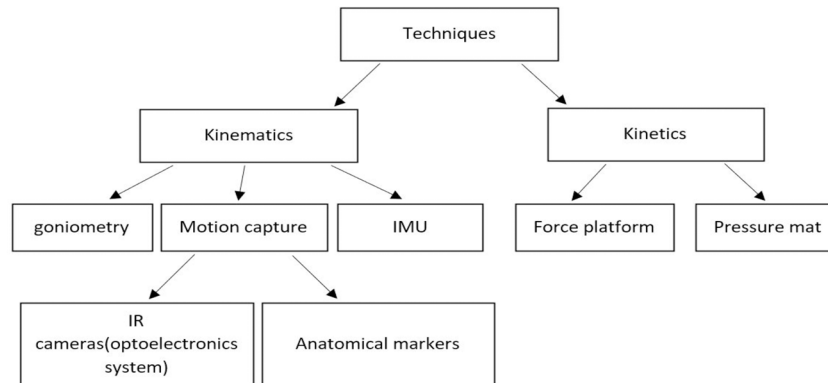 Techniques
Kinematics
Kinetics
goniometry
Motion capture
IMU
Force platform
Pressure mat
IR
cameras(optoelectronics
system)
Anatomical markers